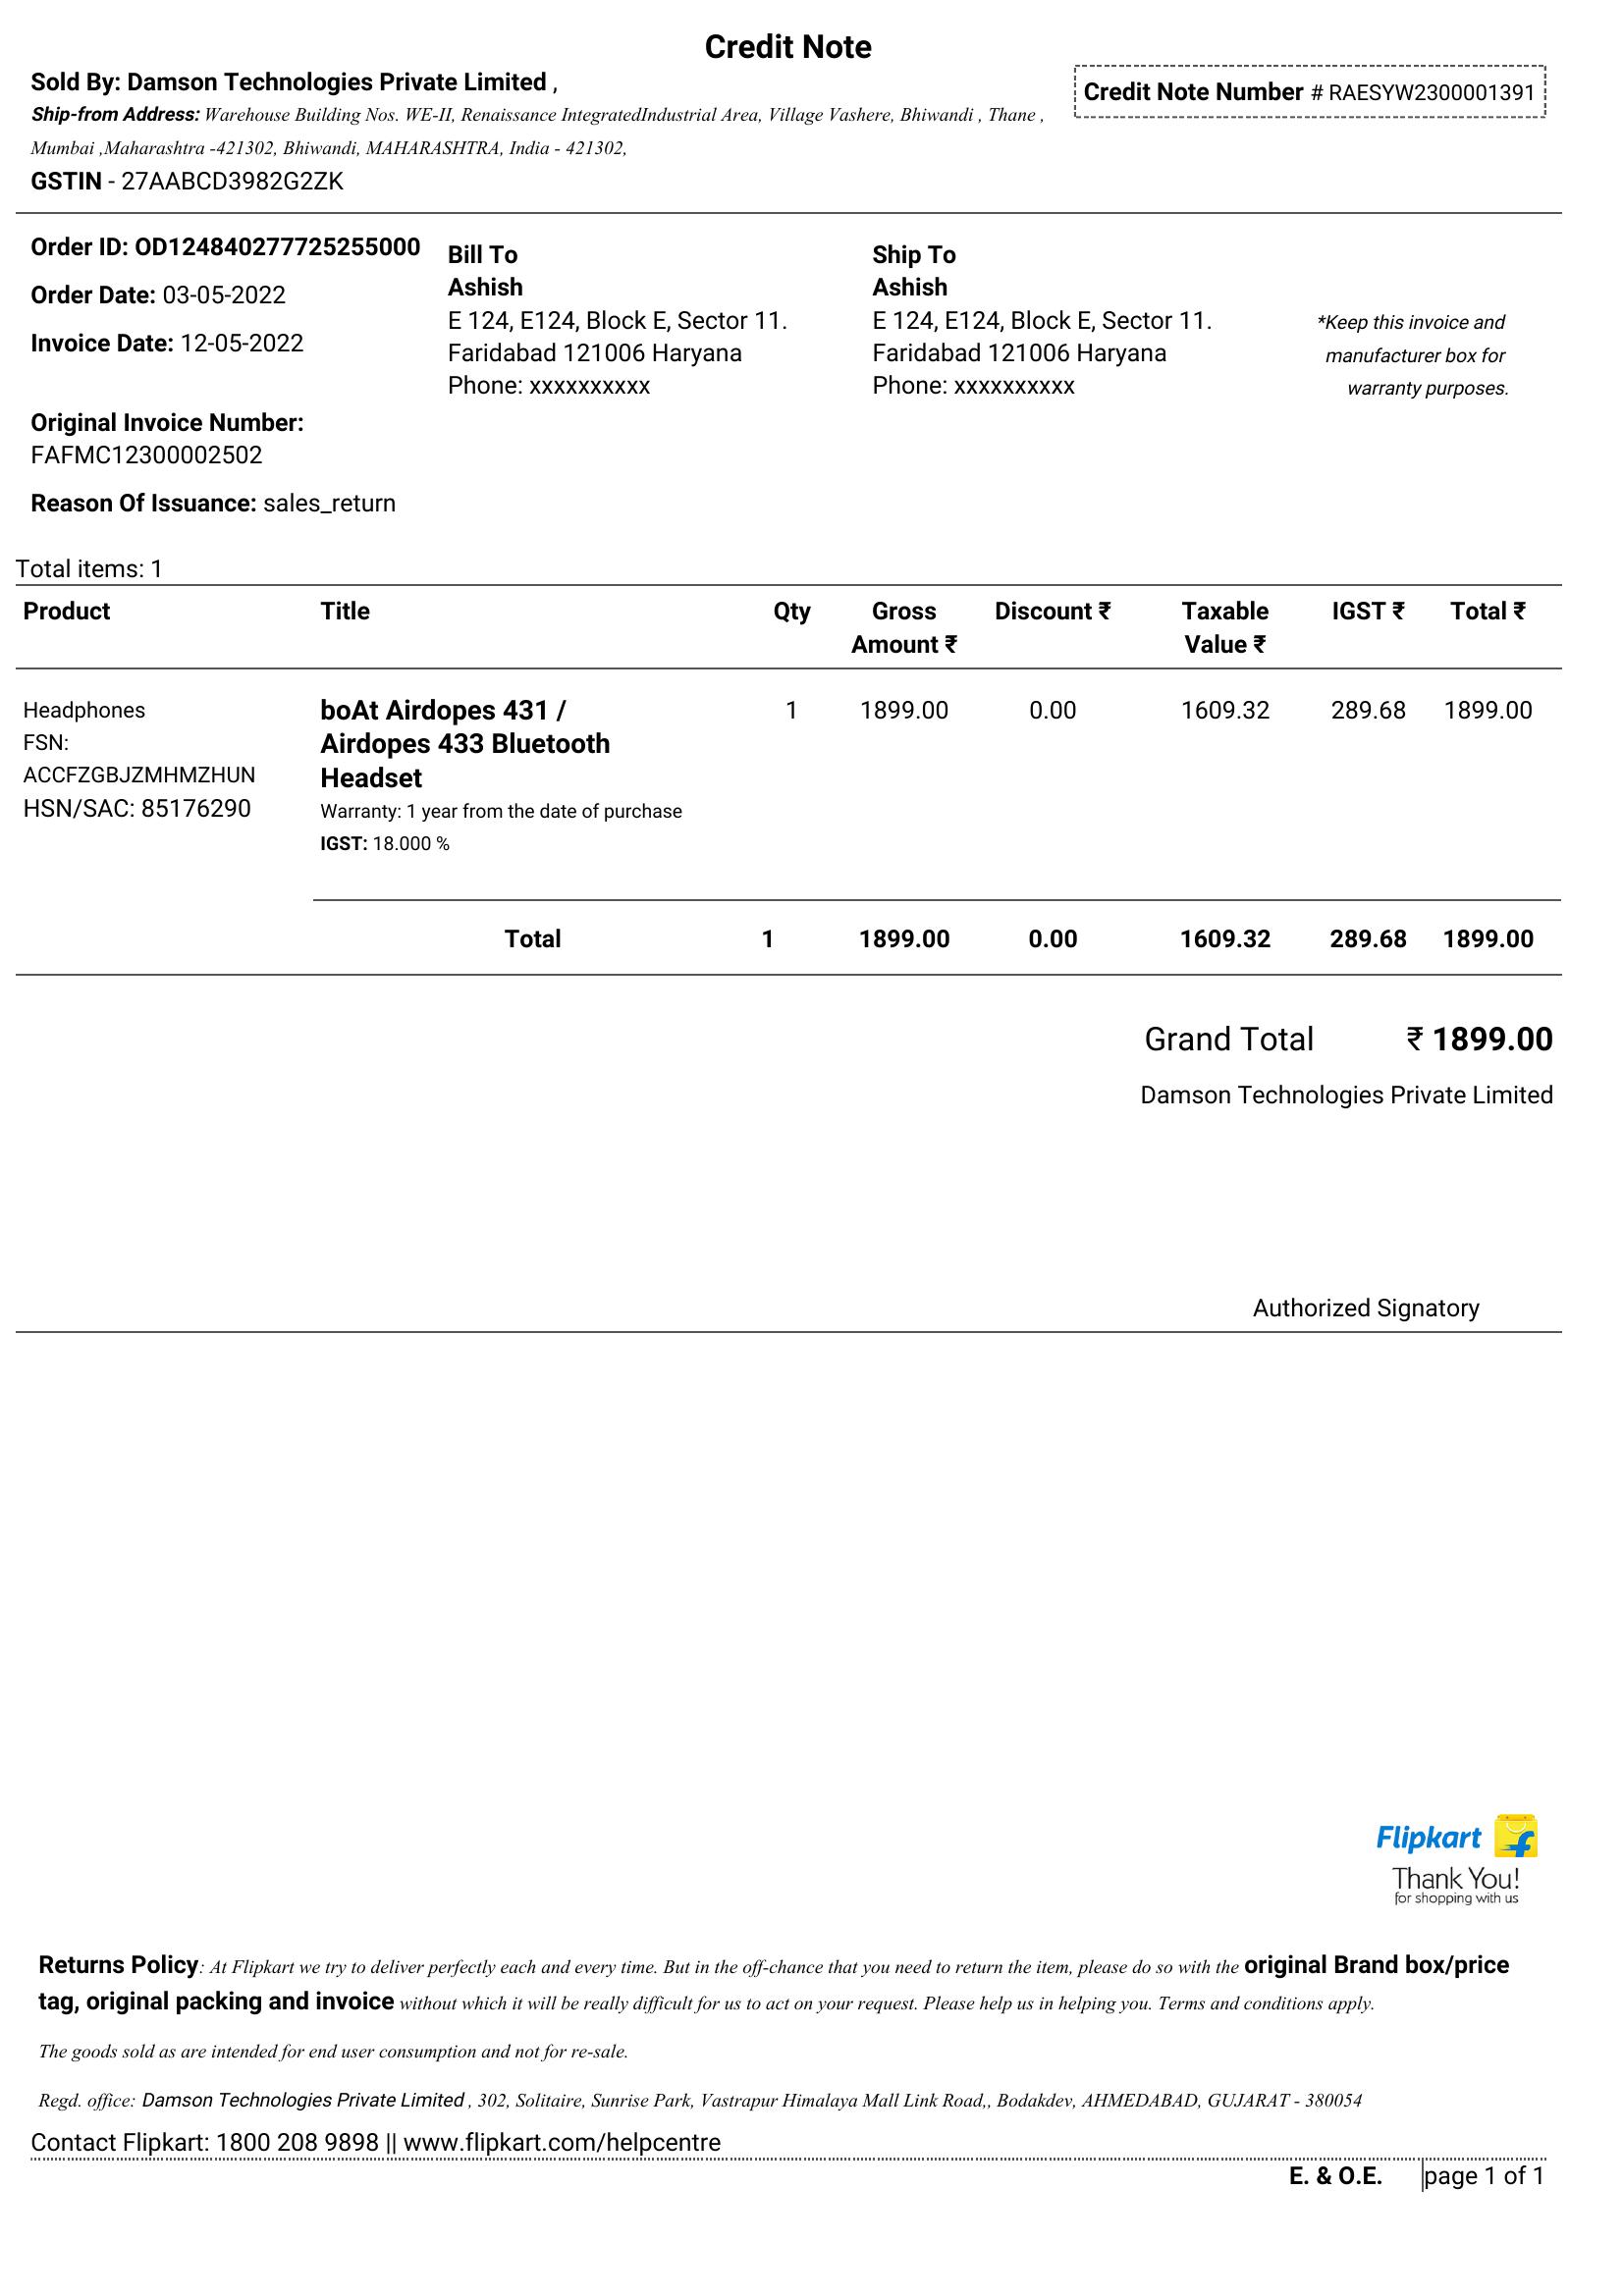 Credit Note
Sold By: Damson Technologies Private Limited ,
Credit Note Number # RAESYW2300001391
Ship-from Address: Warehouse Building Nos. WE-II, Renaissance IntegratedIndustrial Area, Village Vashere, Bhiwandi , Thane ,
Mumbai ,Maharashtra -421302, Bhiwandi, MAHARASHTRA, India - 421302,
GSTIN - 27AABCD3982G2ZK
Order ID: OD124840277725255000
Order Date: 03-05-2022
Invoice Date: 12-05-2022
Original Invoice Number:
FAFMC12300002502
Reason Of Issuance: sales_return
Bill To
Ashish
E 124, E124, Block E, Sector 11.
Faridabad 121006 Haryana
Phone: xxxxxxxxxx
Ship To
Ashish
E 124, E124, Block E, Sector 11.
Faridabad 121006 Haryana
Phone: xxxxxxxxxx
*Keep this invoice and
manufacturer box for
warranty purposes.
Total items: 1
Product Title Qty Gross Amount ₹ Discount ₹ Taxable Value ₹ IGST ₹ Total ₹
Headphones
FSN:
ACCFZGBJZMHMZHUN
HSN/SAC: 85176290
boAt Airdopes 431 /
Airdopes 433 Bluetooth
Headset
Warranty: 1 year from the date of purchase
IGST: 18.000 %
1 1899.00 0.00 1609.32 289.68 1899.00
Total 1 1899.00 0.00 1609.32 289.68 1899.00
Grand Total ₹ 1899.00
Damson Technologies Private Limited
Authorized Signatory
Flipkart
Thank You!
for shopping with us
Returns Policy: At Flipkart we try to deliver perfectly each and every time. But in the off-chance that you need to return the item, please do so with the original Brand box/price
tag, original packing and invoice without which it will be really difficult for us to act on your request. Please help us in helping you. Terms and conditions apply.
The goods sold as are intended for end user consumption and not for re-sale.
Regd. office: Damson Technologies Private Limited , 302, Solitaire, Sunrise Park, Vastrapur Himalaya Mall Link Road,, Bodakdev, AHMEDABAD, GUJARAT - 380054
Contact Flipkart: 1800 208 9898 || www.flipkart.com/helpcentre
E. & O.E. page 1 of 1